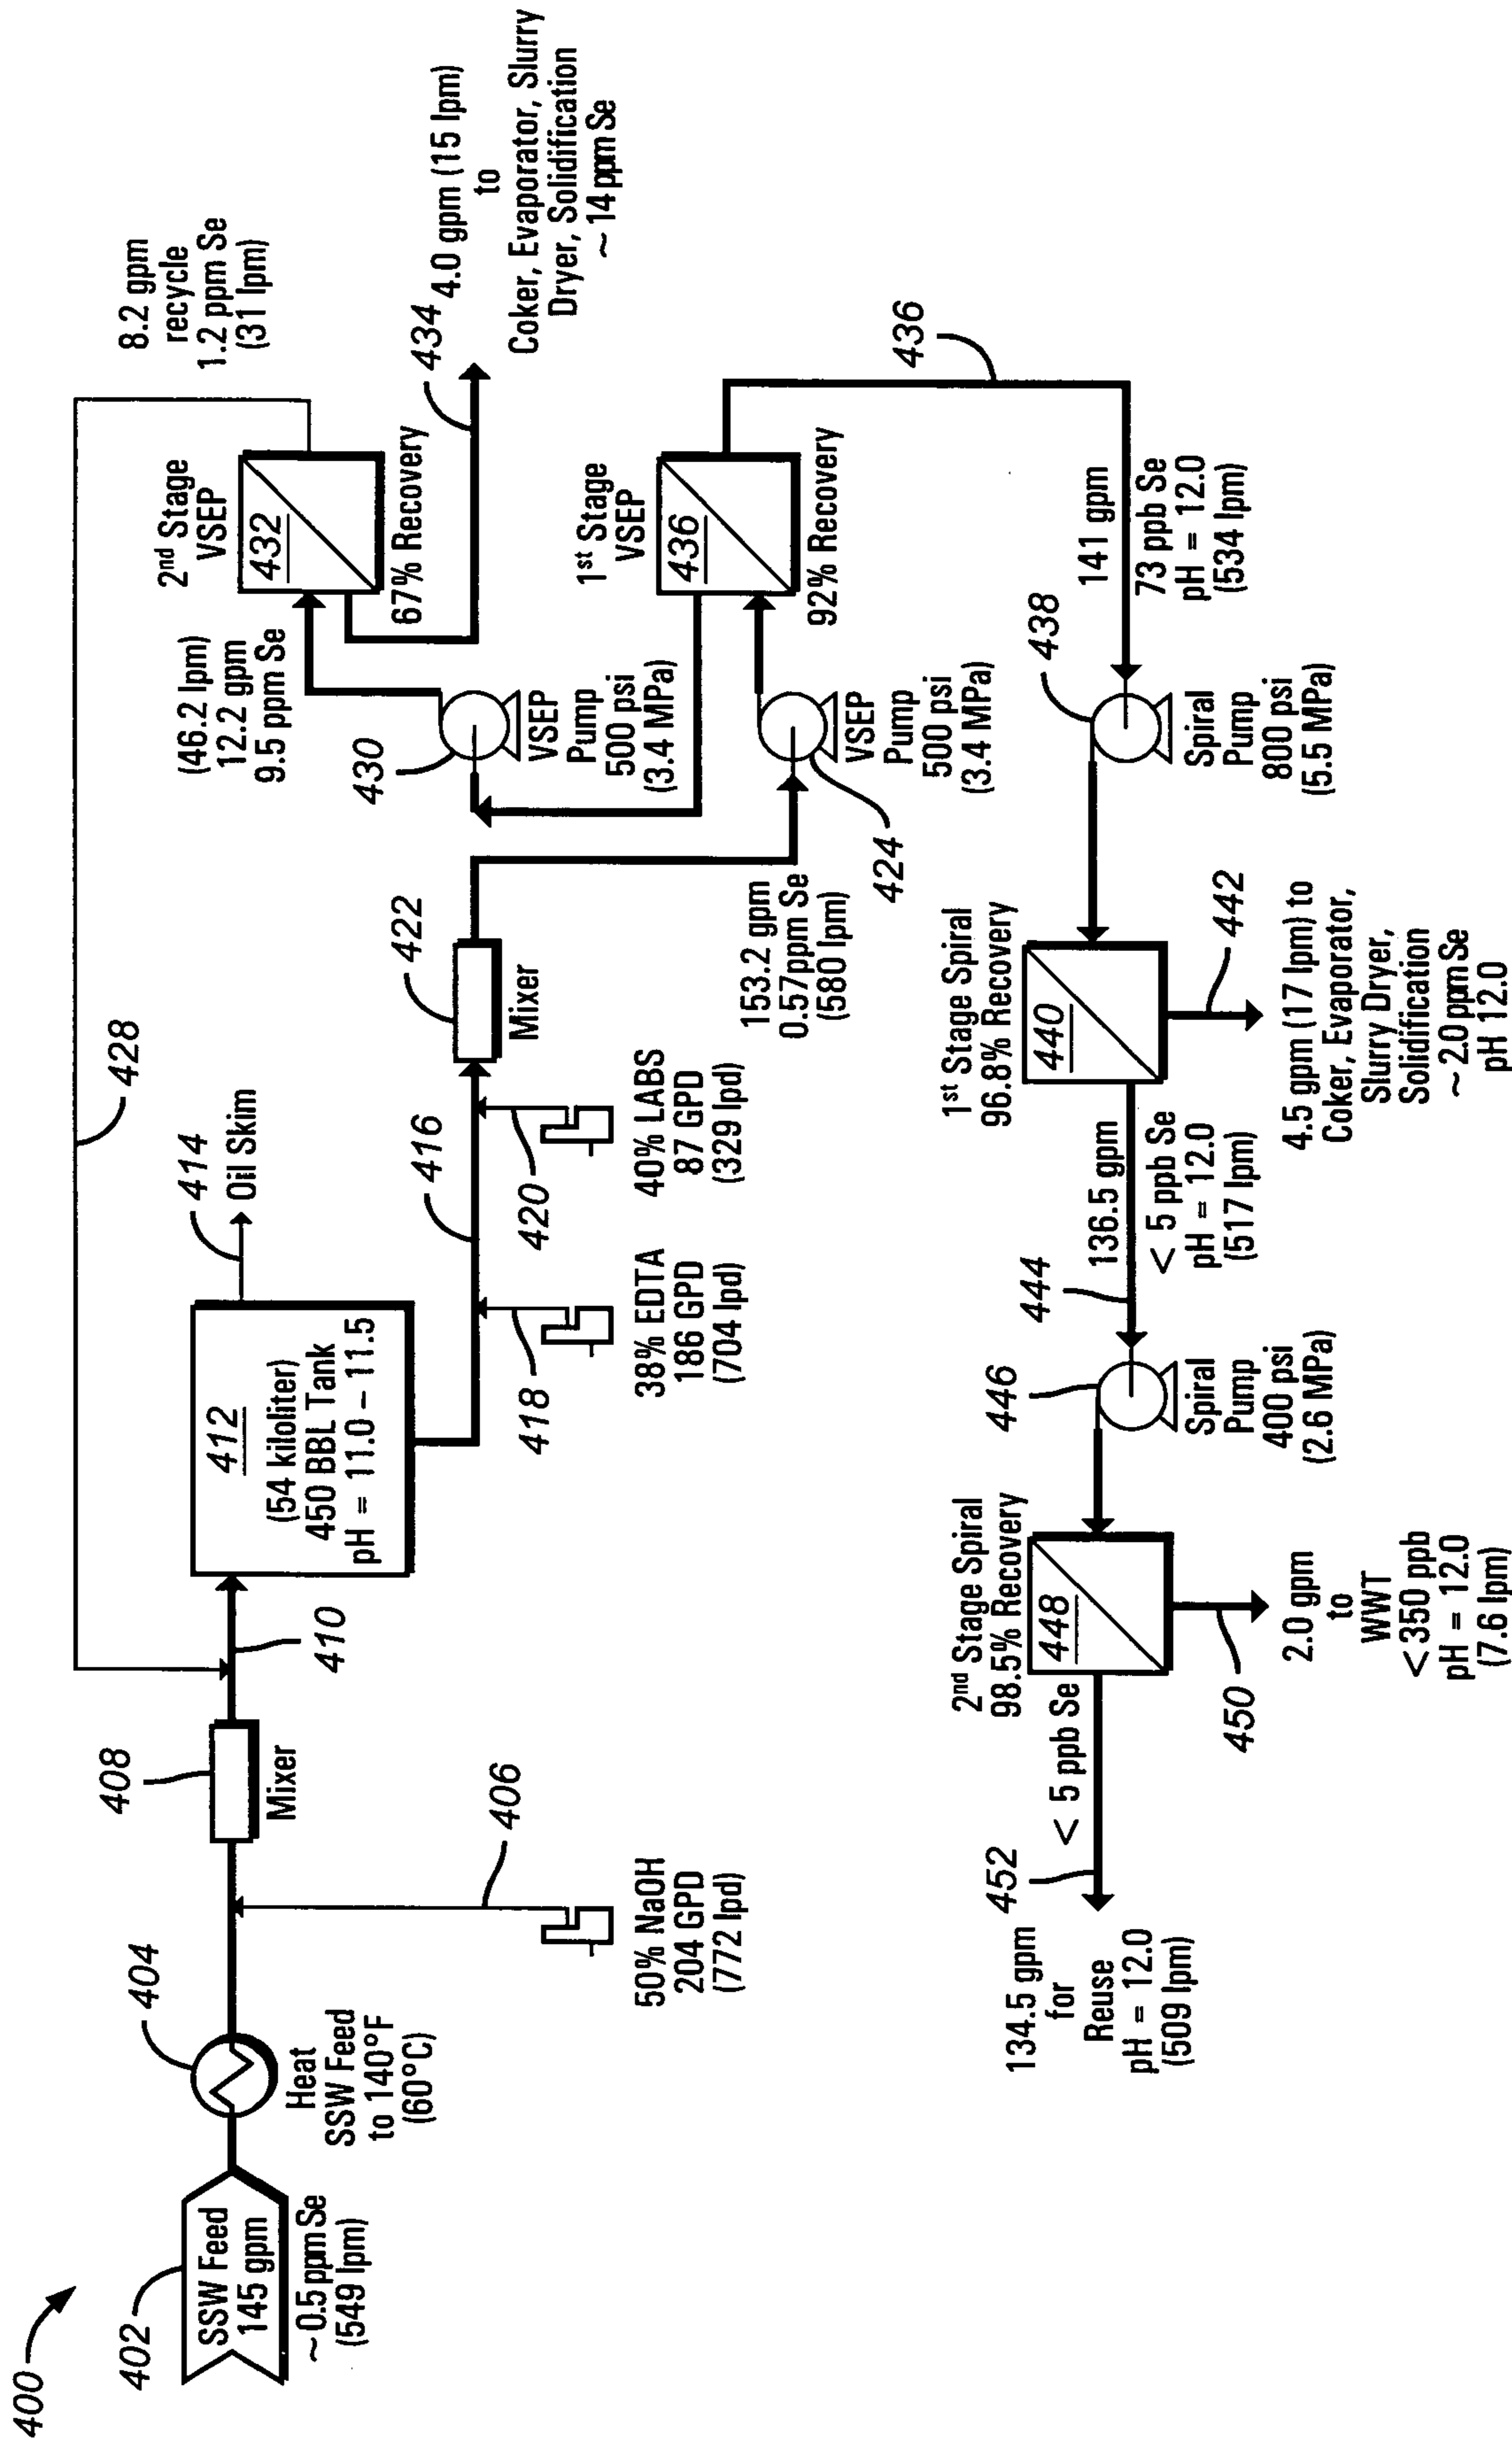 400
402
SSW Feed
145 gpm
~0.5 ppm Se
(549 lpm)
404
Heat
SSW Feed
to 140°F
(60°C)
406
50% NaOH
204 GPD
(772 lpd)
408
Mixer
410
412
(54 kiloliter)
450 BBL Tank
pH = 11.0 – 11.5
414
Oil Skim
416
418
38% EDTA
186 GPD
(704 lpd)
420
40% LABS
87 GPD
(329 lpd)
422
Mixer
428
153.2 gpm
0.57ppm Se
(580 lpm)
424
VSEP
Pump
500 psi
(3.4 MPa)
1st Stage
VSEP
436
92% Recovery
430
VSEP
Pump
500 psi
(3.4 MPa)
(46.2 lpm)
12.2 gpm
9.5 ppm Se
2nd Stage
VSEP
432
67% Recovery
8.2 gpm
recycle
1.2 ppm Se
(31 lpm)
434
4.0 gpm (15 lpm)
to
Coker, Evaporator, Slurry
Dryer, Solidification
~ 14 ppm Se
436
141 gpm
73 ppb Se
pH = 12.0
(534 lpm)
438
Spiral
Pump
800 psi
(5.5 MPa)
1st Stage Spiral
96.8% Recovery
440
442
4.5 gpm (17 lpm) to
Coker, Evaporator,
Slurry Dryer,
Solidification
~ 2.0 ppm Se
pH 12.0
136.5 gpm
< 5 ppb Se
pH = 12.0
(517 lpm)
444
446
Spiral
Pump
400 psi
(2.6 MPa)
2nd Stage Spiral
98.5% Recovery
448
450
2.0 gpm
to
WWT
< 350 ppb
pH = 12.0
(7.6 lpm)
< 5 ppb Se
452
134.5 gpm
for
Reuse
pH = 12.0
(509 lpm)